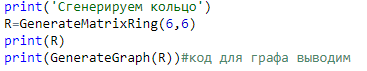 print('Сгенерируем кольцо')
R=GenerateMatrixRing(6,6)
print(R)
print(GenerateGraph(R))#код для графа выводим